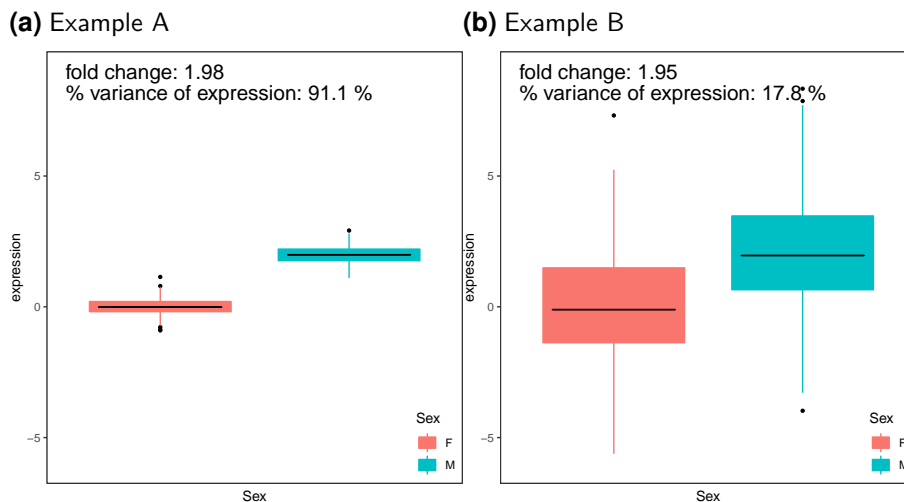 (a) Example A
fold change: 1.98
% variance of expression: 91.1 %
expression
5
0
−5
Sex
F
M
Sex
(b) Example B
fold change: 1.95
% variance of expression: 17.8 %
expression
5
0
−5
Sex
F
M
Sex